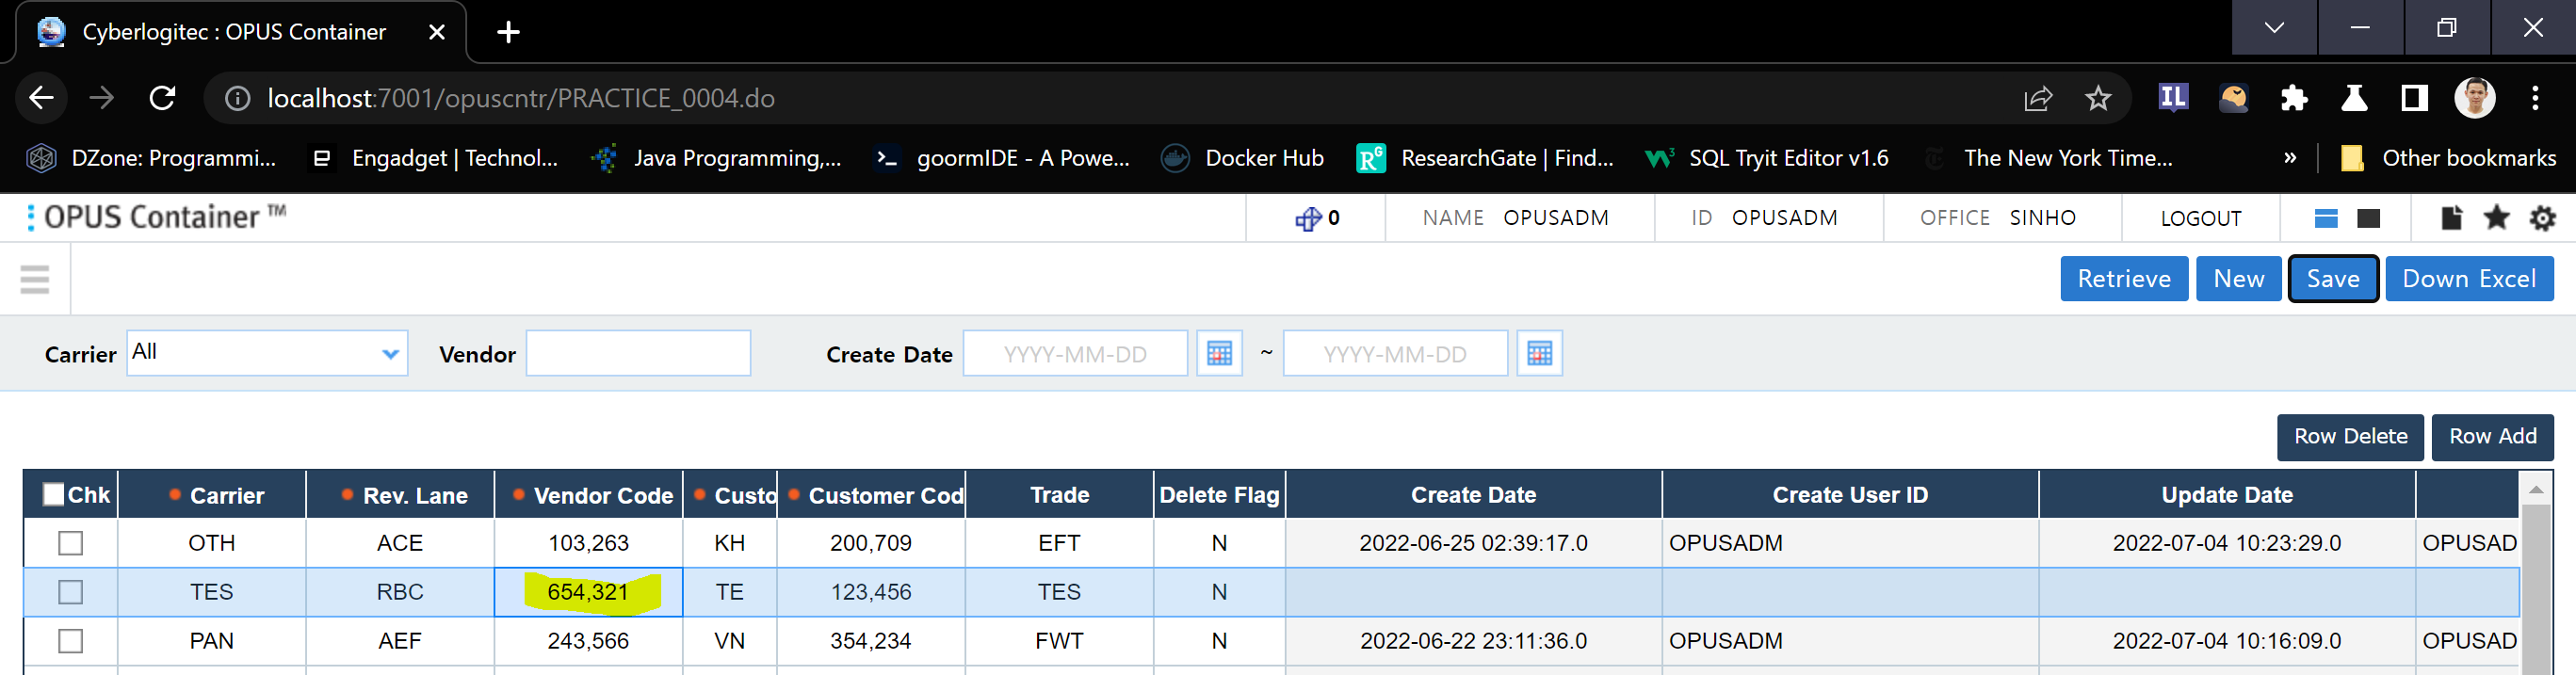 Cyberlogitec : OPUS Container
localhost:7001/opuscntr/PRACTICE_0004.do
IL
DZone: Programmi... Engadget | Technol... Java Programming,... goormIDE - A Powe... Docker Hub RG ResearchGate | Find... SQL Tryit Editor v1.6 The New York Time... » Other bookmarks
OPUS Container ™ 0 NAME OPUSADM ID OPUSADM OFFICE SINHO LOGOUT
Retrieve New Save Down Excel
Carrier All Vendor Create Date YYYY-MM-DD ~ YYYY-MM-DD
Row Delete Row Add
Chk Carrier Rev. Lane Vendor Code Custo Customer Cod Trade Delete Flag Create Date Create User ID Update Date
OTH ACE 103,263 KH 200,709 EFT N 2022-06-25 02:39:17.0 OPUSADM 2022-07-04 10:23:29.0 OPUSAD
TES RBC 654,321 TE 123,456 TES N
PAN AEF 243,566 VN 354,234 FWT N 2022-06-22 23:11:36.0 OPUSADM 2022-07-04 10:16:09.0 OPUSAD